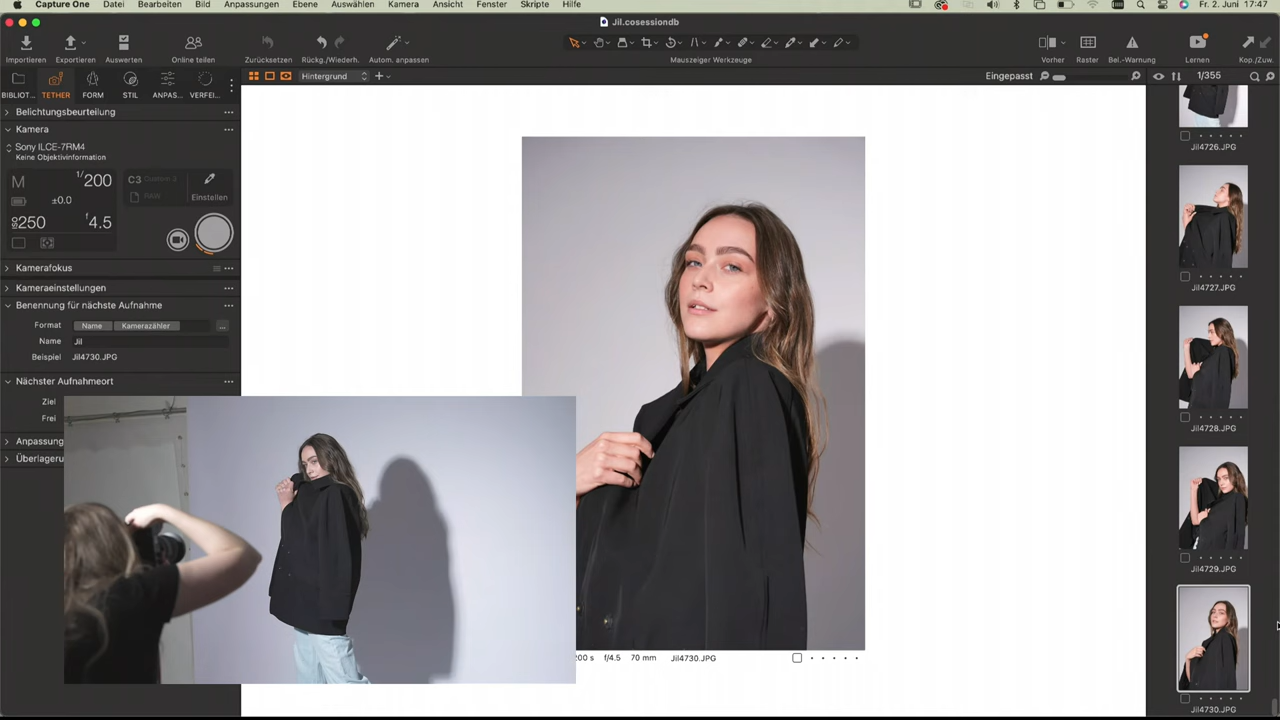 Capture One Datei Bearbeiten Bild Anpassungen Ebene Auswählen Kamera Ansicht Fenster Skripte Hilfe Fr. 2. Juni 17:47
Jil.cosessiondb
Importieren Exportieren Auswerten Online teilen Zurücksetzen Rückg./Wiederh. Autom. anpassen Mauszeiger Werkzeuge Vorher Raster Bel.-Warnung Lernen Kop./Zuw.
BIBLIOT... TETHER FORM STIL ANPAS... VERFEI...
Hintergrund Eingepasst 1/355
Belichtungsbeurteilung
Kamera
Sony ILCE-7RM4
Keine Objektivinformation
M 1/200 C3 Custom 3
±0.0 RAW Einstellen
ISO 250 f 4.5
Kamerafokus
Kameraeinstellungen
Benennung für nächste Aufnahme
Format Name Kamerazähler ...
Name Jil
Beispiel Jil4730.JPG
Nächster Aufnahmeort
Ziel
Frei
Anpassung
Überlageru
00 s f/4.5 70 mm Jil4730.JPG
Jil4726.JPG
Jil4727.JPG
Jil4728.JPG
Jil4729.JPG
Jil4730.JPG